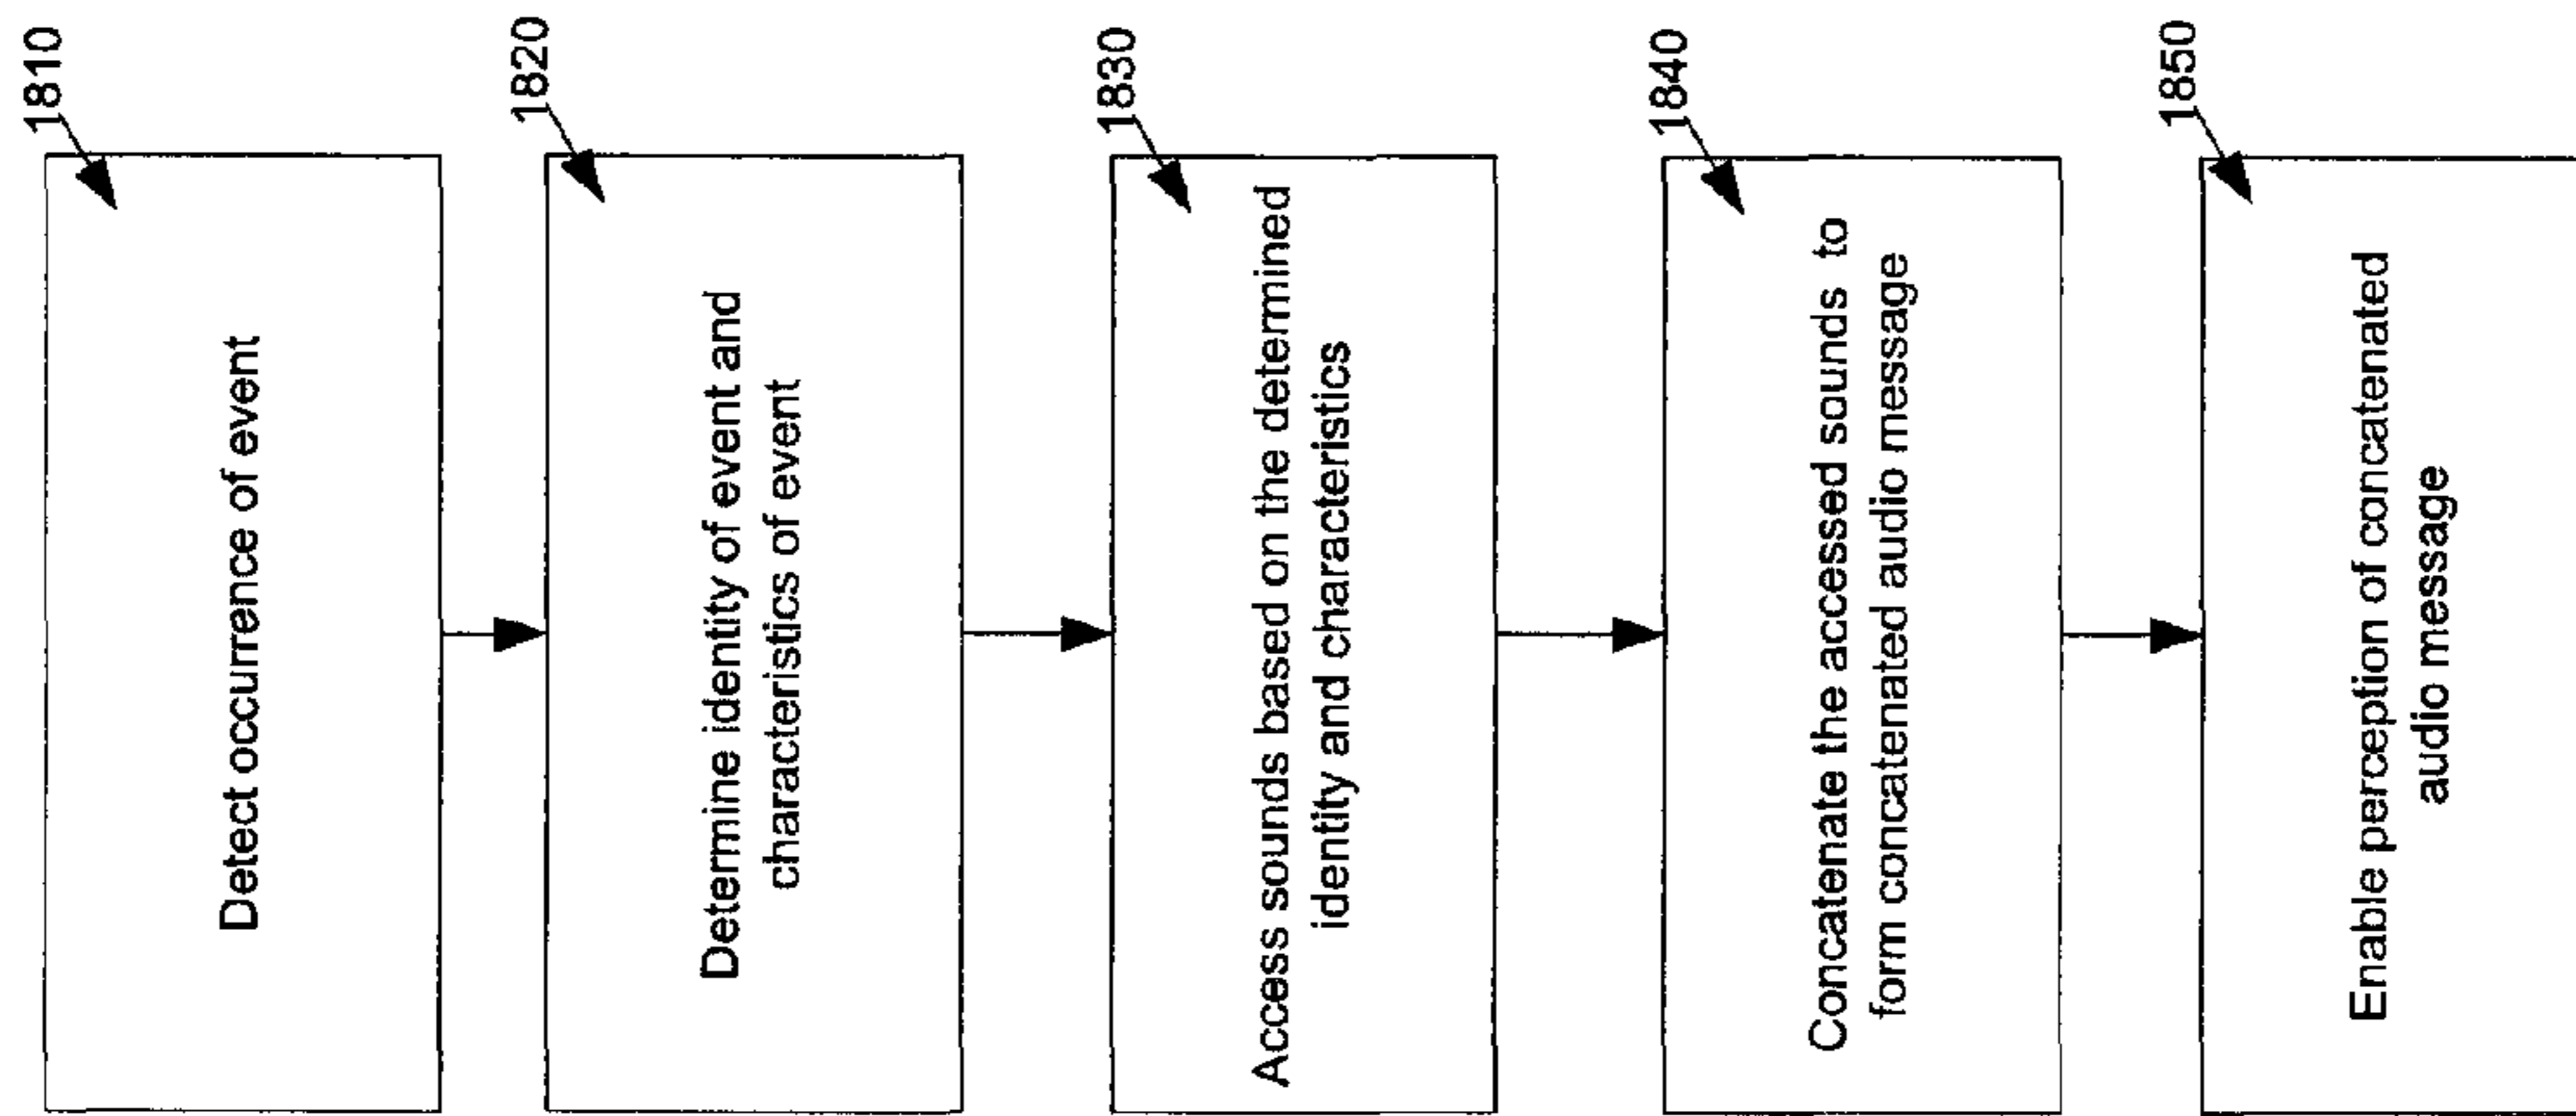 1810
Detect occurrence of event
1820
Determine identity of event and
characteristics of event
1830
Access sounds based on the determined
identity and characteristics
1840
Concatenate the accessed sounds to
form concatenated audio message
1850
Enable perception of concatenated
audio message